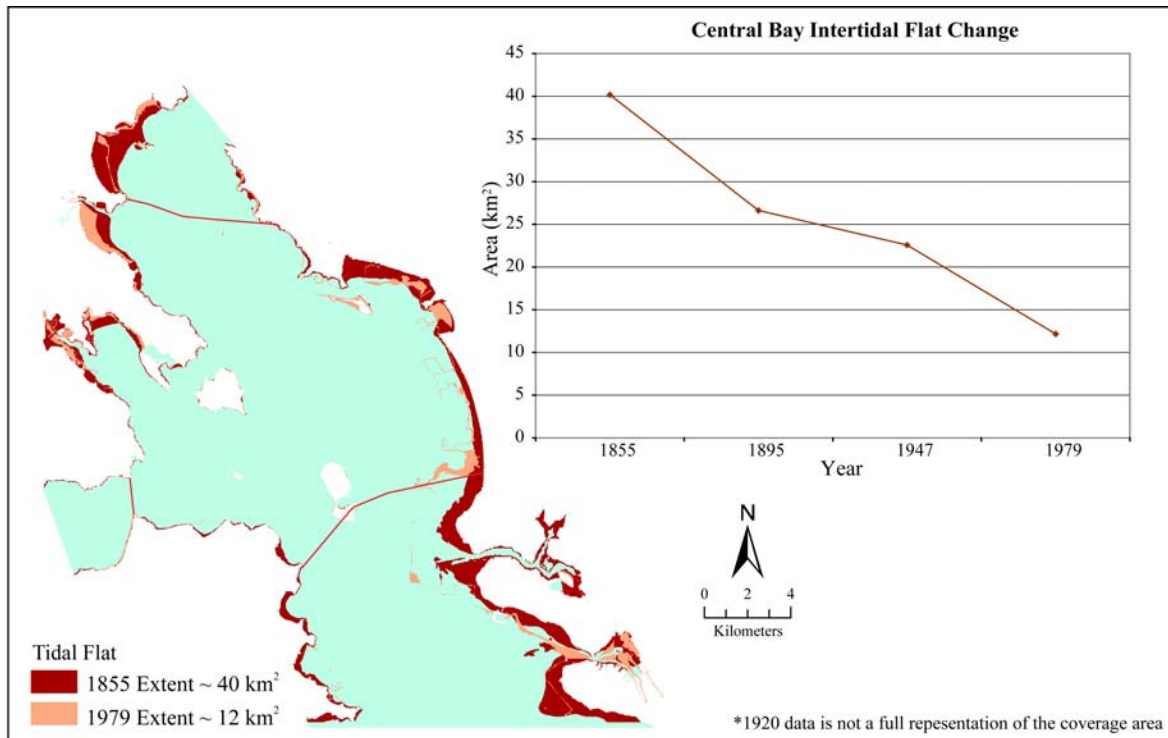 Central Bay Intertidal Flat Change
45
40
35
30
25
20
15
10
5
0
Area (km²)
1855 1895 1947 1979
Year
N
0 2 4
Kilometers
Tidal Flat
1855 Extent ~ 40 km²
1979 Extent ~ 12 km²
*1920 data is not a full repesentation of the coverage area